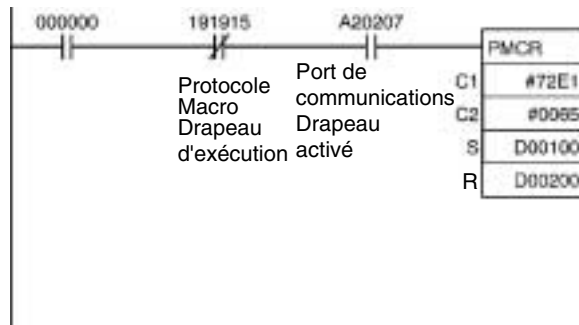 000000 191915 A20207
PMCR
Protocole
Macro
Drapeau
d'exécution
Port de
communications
Drapeau
activé
C1 #72E1
C2 #0065
S D00100
R D00200